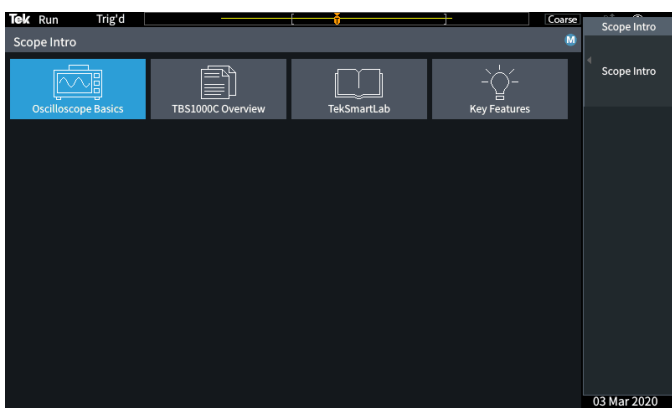 Tek Run Trig'd Coarse
Scope Intro
Scope Intro M
Scope Intro
Oscilloscope Basics TBS1000C Overview TekSmartLab Key Features
03 Mar 2020